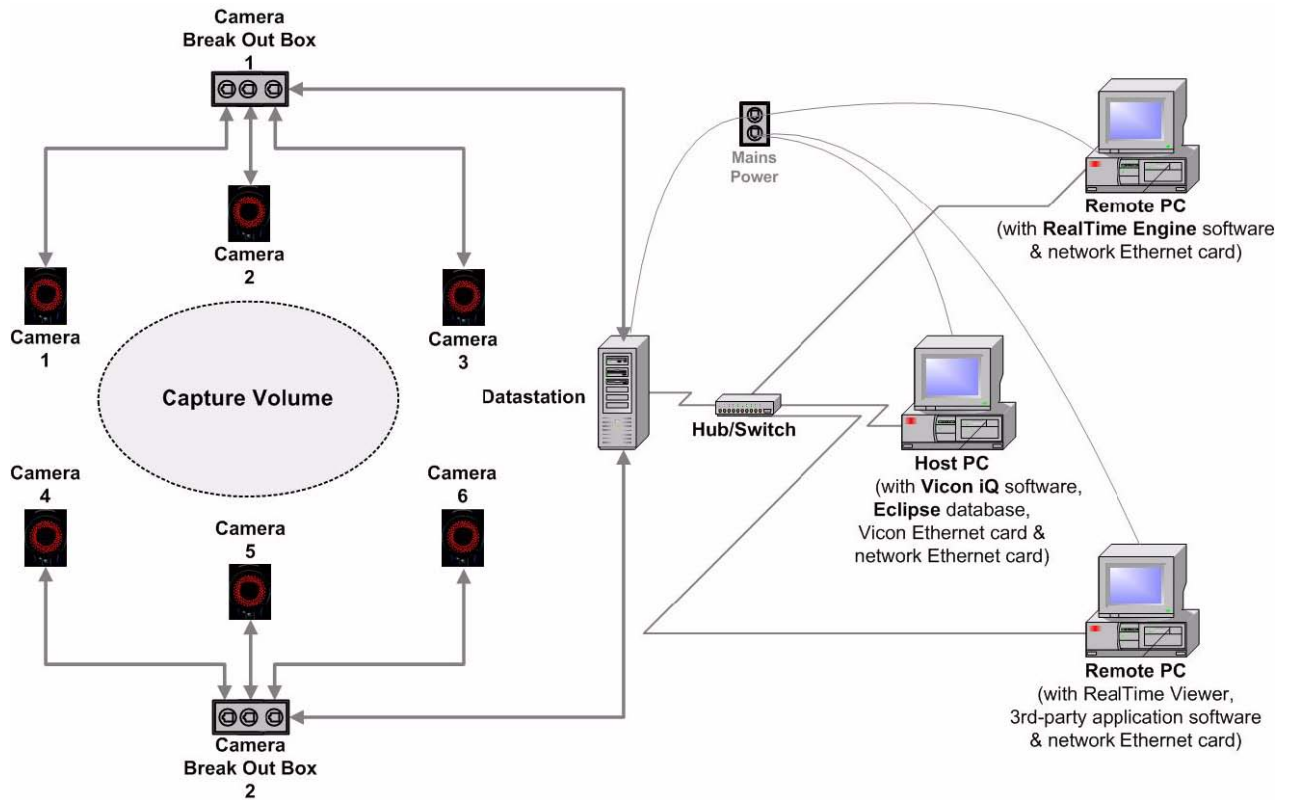 Camera
Break Out Box
1
Camera
1
Camera
2
Camera
3
Capture Volume
Camera
4
Camera
5
Camera
6
Camera
Break Out Box
2
Datastation
Mains
Power
Hub/Switch
Remote PC
(with RealTime Engine software
& network Ethernet card)
Host PC
(with Vicon iQ software,
Eclipse database,
Vicon Ethernet card &
network Ethernet card)
Remote PC
(with RealTime Viewer,
3rd-party application software
& network Ethernet card)